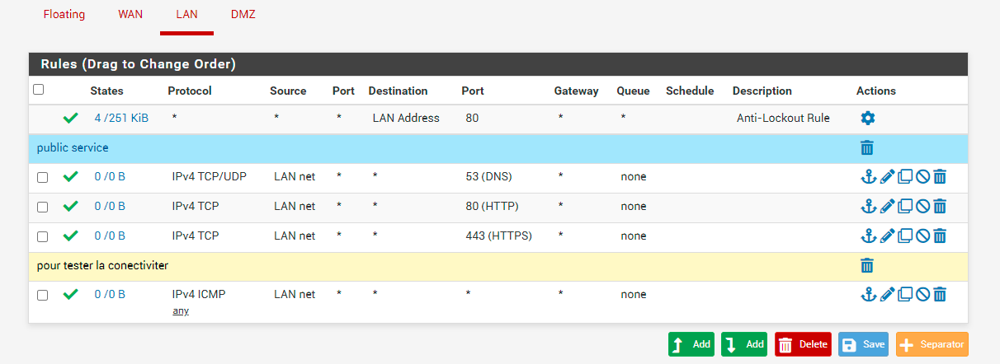 Floating WAN LAN DMZ
Rules (Drag to Change Order)
States Protocol Source Port Destination Port Gateway Queue Schedule Description Actions
4 /251 KiB * * * LAN Address 80 * * Anti-Lockout Rule
public service
0 /0 B IPv4 TCP/UDP LAN net * * 53 (DNS) * none
0 /0 B IPv4 TCP LAN net * * 80 (HTTP) * none
0 /0 B IPv4 TCP LAN net * * 443 (HTTPS) * none
pour tester la conectiviter
0 /0 B IPv4 ICMP LAN net * * * * none
any
Add Add Delete Save Separator